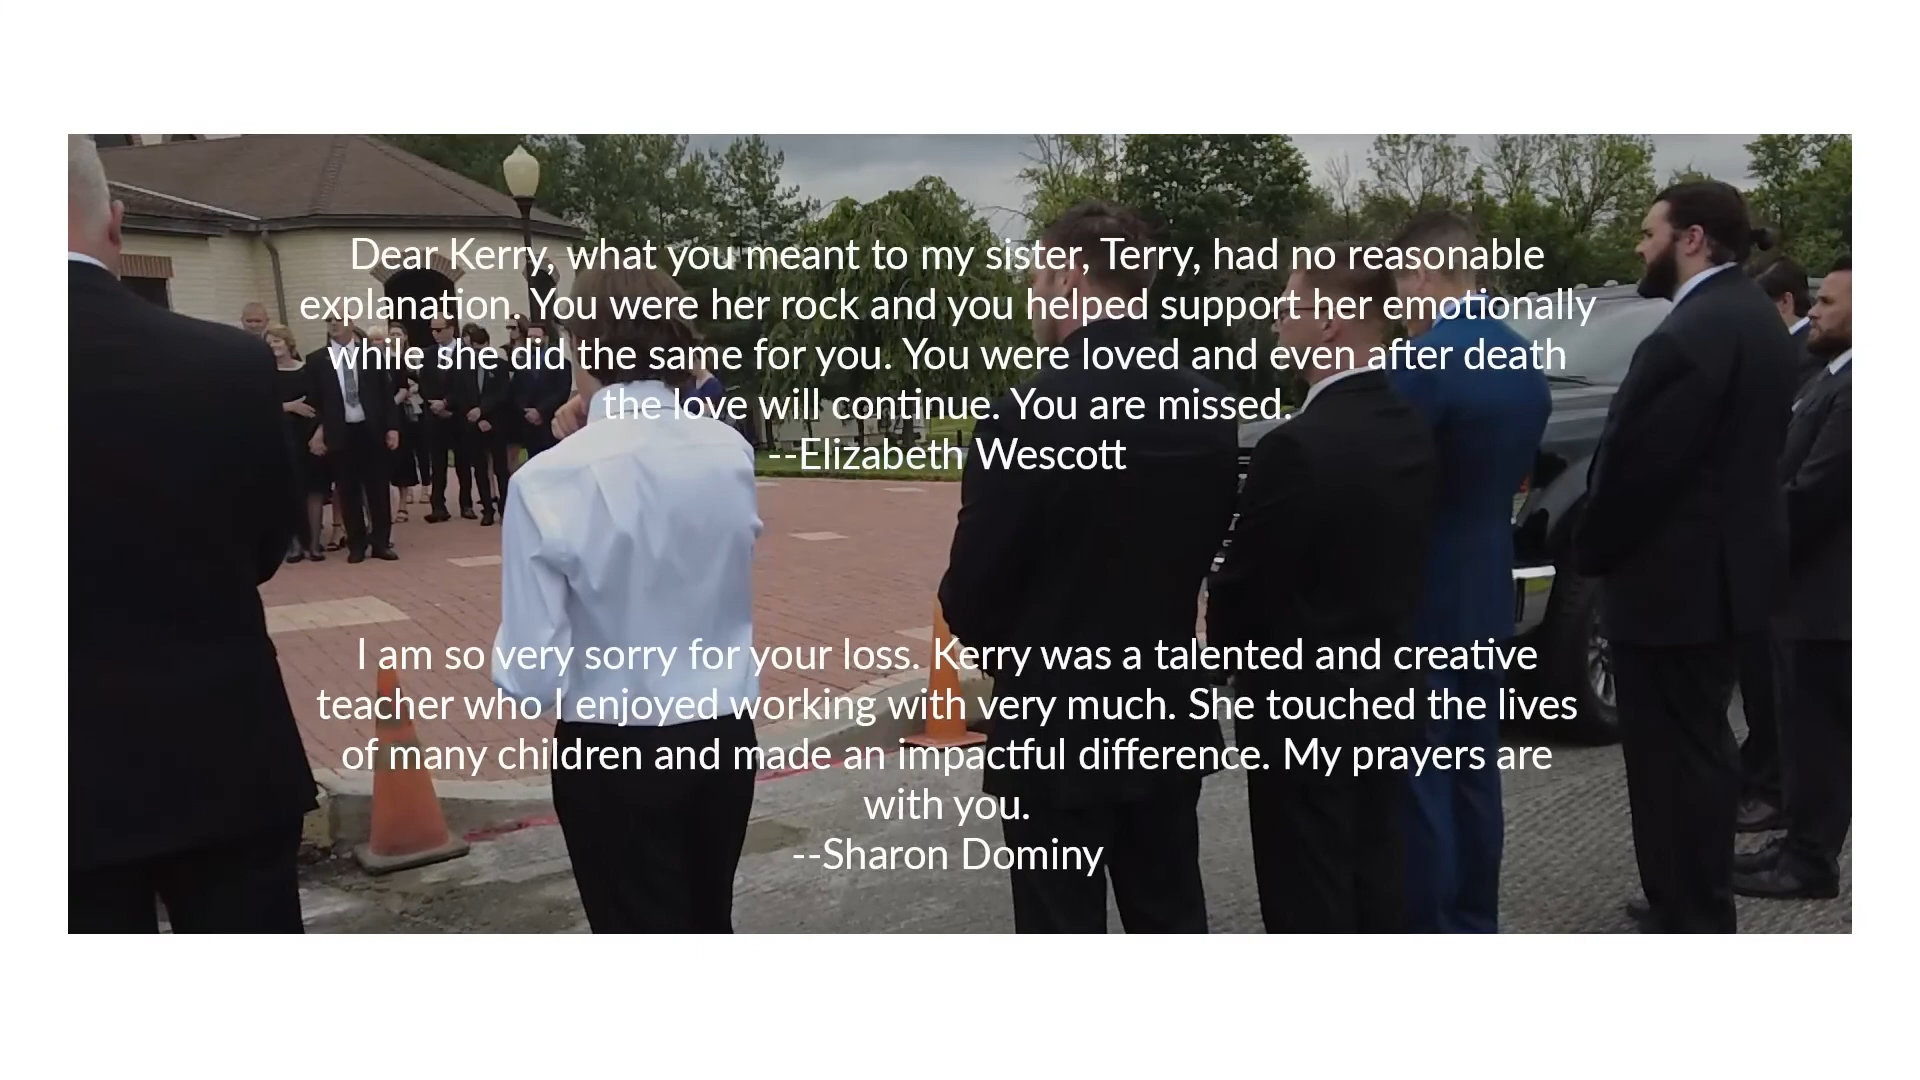 Dear Kerry, what you meant to my sister, Terry, had no reasonable
explanation. You were her rock and you helped support her emotionally
while she did the same for you. You were loved and even after death
the love will continue. You are missed.
--Elizabeth Wescott
I am so very sorry for your loss. Kerry was a talented and creative
teacher who I enjoyed working with very much. She touched the lives
of many children and made an impactful difference. My prayers are
with you.
--Sharon Dominy